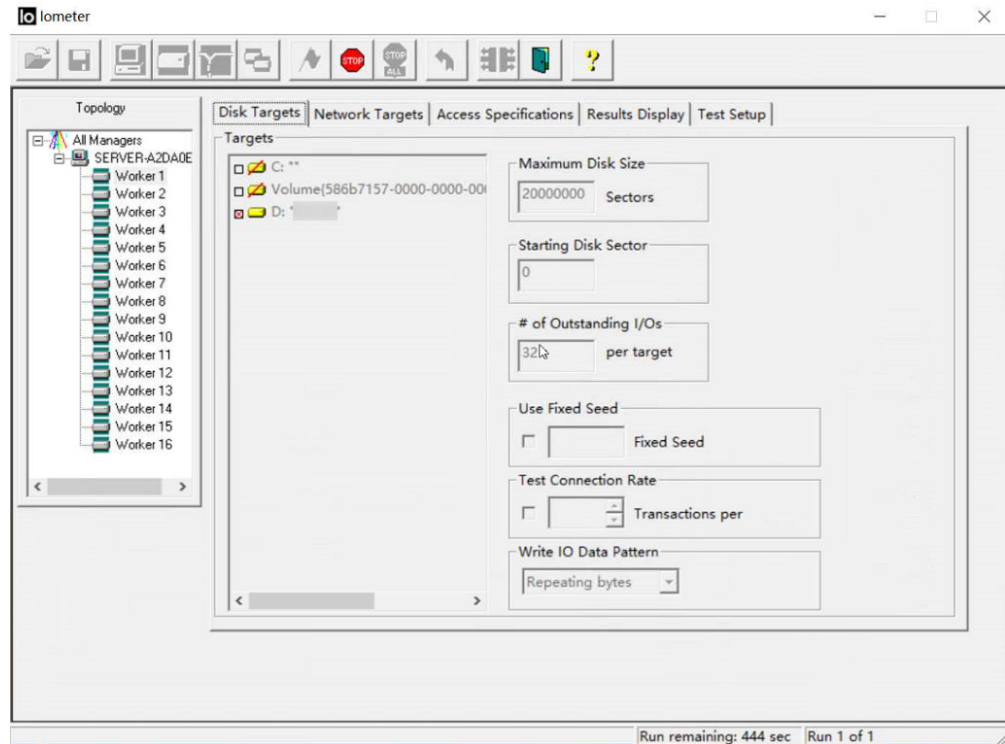 Io Iometer
STOP STOP ALL ?
Topology
All Managers
SERVER-A2DA0E
Worker 1
Worker 2
Worker 3
Worker 4
Worker 5
Worker 6
Worker 7
Worker 8
Worker 9
Worker 10
Worker 11
Worker 12
Worker 13
Worker 14
Worker 15
Worker 16
Disk Targets Network Targets Access Specifications Results Display Test Setup
Targets
C: ""
Volume{586b7157-0000-0000-00
D: " "
Maximum Disk Size
20000000 Sectors
Starting Disk Sector
0
# of Outstanding I/Os
32 per target
Use Fixed Seed
Fixed Seed
Test Connection Rate
Transactions per
Write IO Data Pattern
Repeating bytes
Run remaining: 444 sec Run 1 of 1